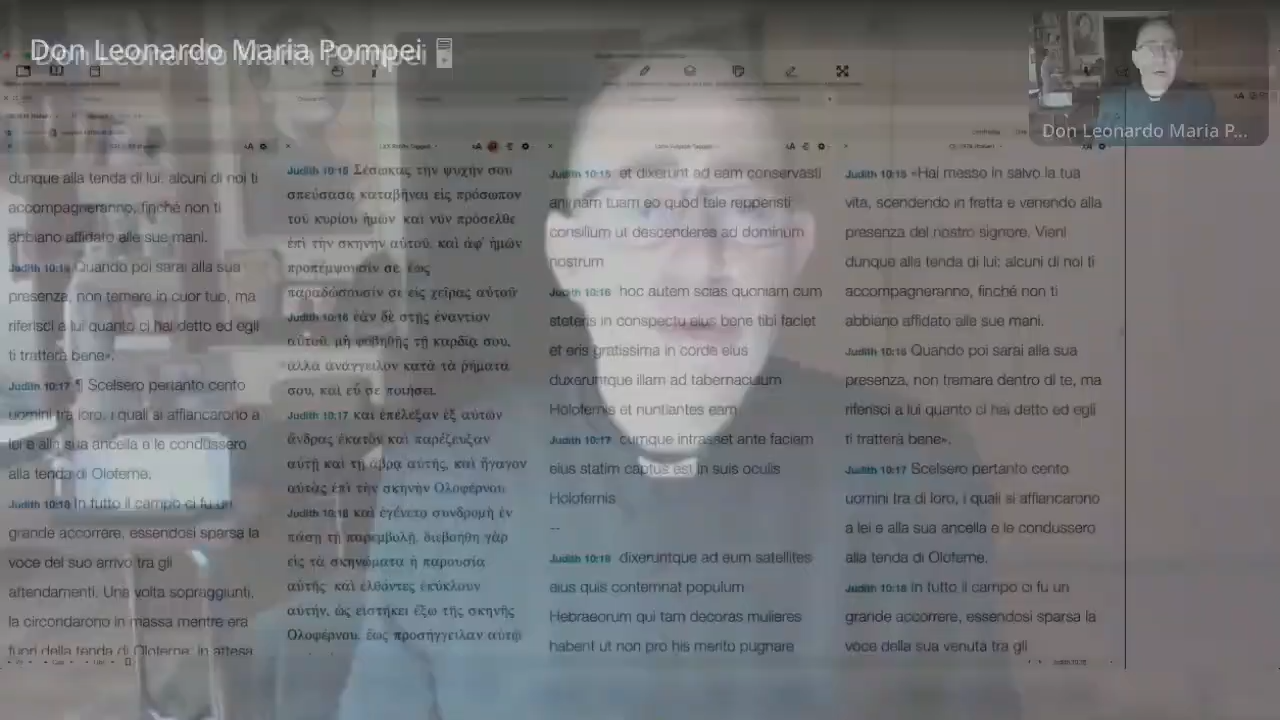 Don Leonardo Maria Pompei
Don Leonardo Maria P...
dunque alla tenda di lui; alcuni di noi ti
accompagneranno, finché non ti
abbiano affidato alle sue mani.
Judith 10:16 Quando poi sarai alla sua
presenza, non temere in cuor tuo, ma
riferisci a lui quanto ci hai detto ed egli
ti tratterà bene».
Judith 10:17 ¶ Scelsero pertanto cento
uomini tra loro, i quali si affiancarono a
lei e alla sua ancella e le condussero
alla tenda di Oloferne.
Judith 10:18 In tutto il campo ci fu un
grande accorrere, essendosi sparsa la
voce del suo arrivo tra gli
attendamenti. Una volta sopraggiunti,
la circondarono in massa mentre era
fuori della tenda di Oloferne, in attesa
Judith 10:15 Σέσωκας τὴν ψυχήν σου
σπεύσασα καταβῆναι εἰς πρόσωπον
τοῦ κυρίου ἡμῶν· καὶ νῦν πρόσελθε
ἐπὶ τὴν σκηνὴν αὐτοῦ, καὶ ἀφ᾽ ἡμῶν
προπέμψουσίν σε, ἕως
παραδώσουσίν σε εἰς χεῖρας αὐτοῦ·
Judith 10:16 ἐὰν δὲ στῇς ἐναντίον
αὐτοῦ, μὴ φοβηθῇς τῇ καρδίᾳ σου,
ἀλλὰ ἀνάγγειλον κατὰ τὰ ῥήματά
σου, καὶ εὖ σε ποιήσει.
Judith 10:17 καὶ ἐπέλεξαν ἐξ αὐτῶν
ἄνδρας ἑκατὸν καὶ παρέζευξαν
αὐτῇ καὶ τῇ ἅβρᾳ αὐτῆς, καὶ ἤγαγον
αὐτὰς ἐπὶ τὴν σκηνὴν Ολοφέρνου.
Judith 10:18 καὶ ἐγένετο συνδρομὴ ἐν
πάσῃ τῇ παρεμβολῇ, διεβοήθη γὰρ
εἰς τὰ σκηνώματα ἡ παρουσία
αὐτῆς· καὶ ἐλθόντες ἐκύκλουν
αὐτήν, ὡς εἱστήκει ἔξω τῆς σκηνῆς
Ολοφέρνου, ἕως προσήγγειλαν αὐτῷ
Judith 10:15 et dixerunt ad eam conservasti
animam tuam eo quod tale repperisti
consilium ut descenderes ad dominum
nostrum
Judith 10:16 hoc autem scias quoniam cum
steteris in conspectu eius bene tibi faciet
et eris gratissima in corde eius
duxeruntque illam ad tabernaculum
Holofernis et nuntiantes eam
Judith 10:17 cumque intrasset ante faciem
eius statim captus est in suis oculis
Holofernis
--
Judith 10:18 dixeruntque ad eum satellites
eius quis contemnat populum
Hebraeorum qui tam decoras mulieres
habent ut non pro his merito pugnare
Judith 10:15 «Hai messo in salvo la tua
vita, scendendo in fretta e venendo alla
presenza del nostro signore. Vieni
dunque alla tenda di lui; alcuni di noi ti
accompagneranno, finché non ti
abbiano affidato alle sue mani.
Judith 10:16 Quando poi sarai alla sua
presenza, non tremare dentro di te, ma
riferisci a lui quanto ci hai detto ed egli
ti tratterà bene».
Judith 10:17 Scelsero pertanto cento
uomini tra di loro, i quali si affiancarono
a lei e alla sua ancella e le condussero
alla tenda di Oloferne.
Judith 10:18 In tutto il campo ci fu un
grande accorrere, essendosi sparsa la
voce della sua venuta tra gli